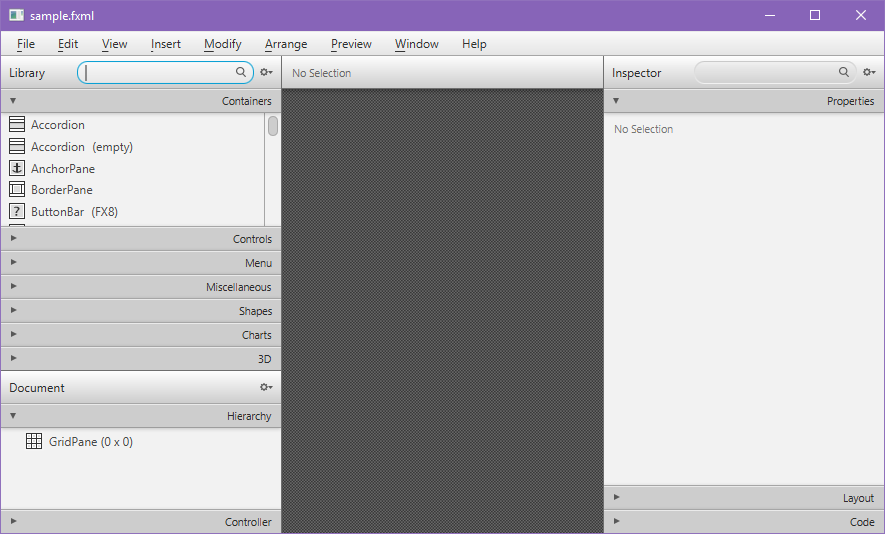 sample.fxml
File Edit View Insert Modify Arrange Preview Window Help
Library
Containers
Accordion
Accordion (empty)
AnchorPane
BorderPane
ButtonBar (FX8)
Controls
Menu
Miscellaneous
Shapes
Charts
3D
Document
Hierarchy
GridPane (0 x 0)
Controller
No Selection
Inspector
Properties
No Selection
Layout
Code